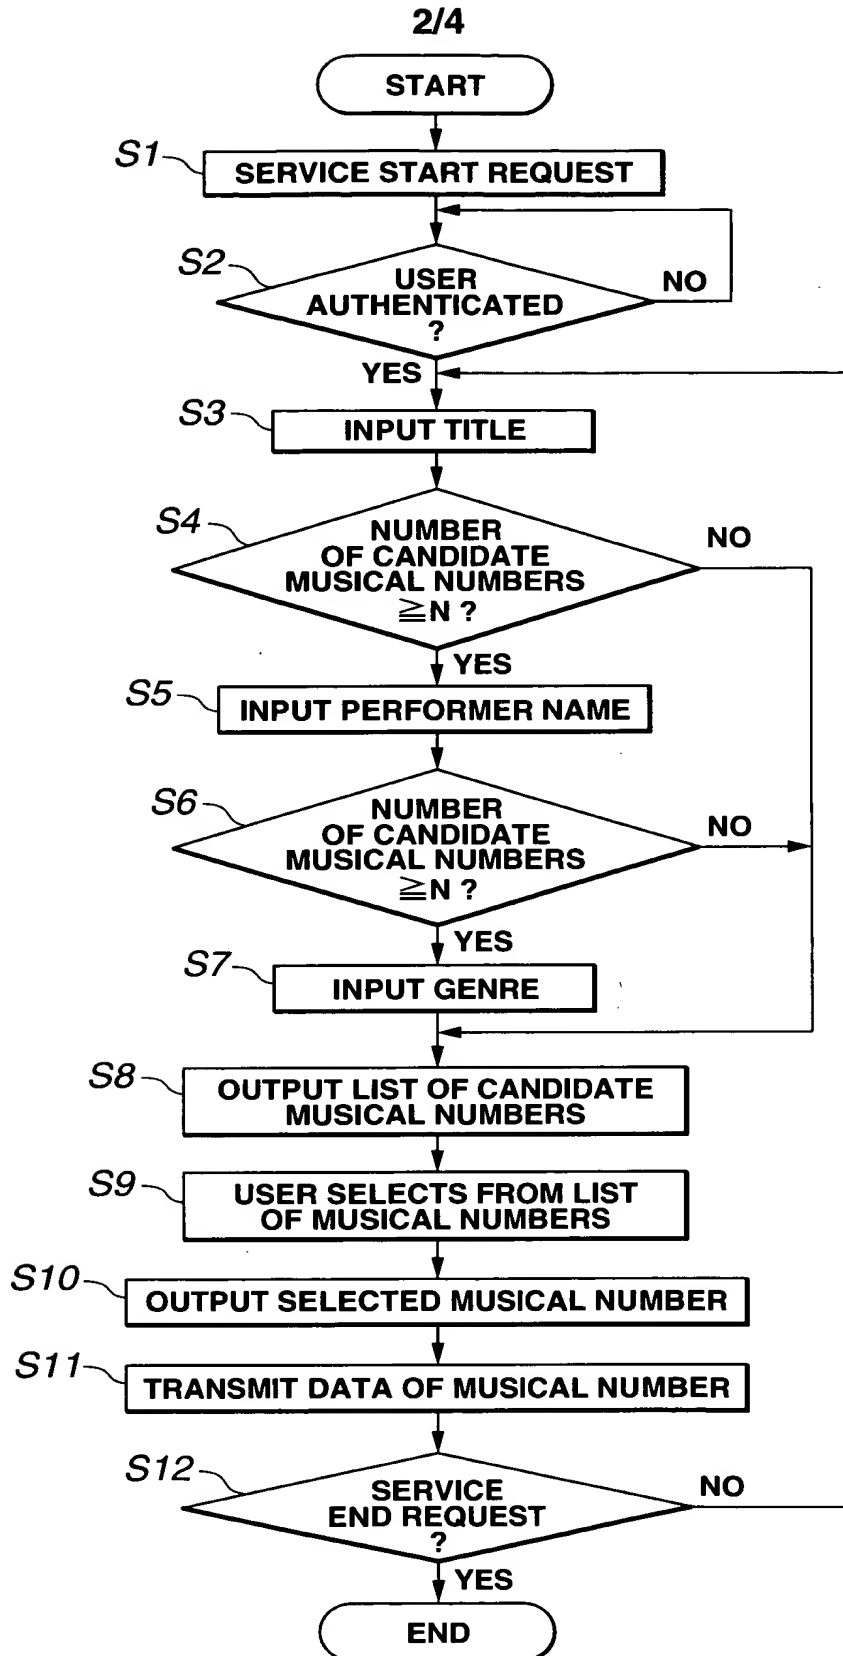 2/4
START
S1
SERVICE START REQUEST
S2
USER
AUTHENTICATED
?
NO
YES
S3
INPUT TITLE
S4
NUMBER
OF CANDIDATE
MUSICAL NUMBERS
≧N ?
NO
YES
S5
INPUT PERFORMER NAME
S6
NUMBER
OF CANDIDATE
MUSICAL NUMBERS
≧N ?
NO
YES
S7
INPUT GENRE
S8
OUTPUT LIST OF CANDIDATE
MUSICAL NUMBERS
S9
USER SELECTS FROM LIST
OF MUSICAL NUMBERS
S10
OUTPUT SELECTED MUSICAL NUMBER
S11
TRANSMIT DATA OF MUSICAL NUMBER
S12
SERVICE
END REQUEST
?
NO
YES
END